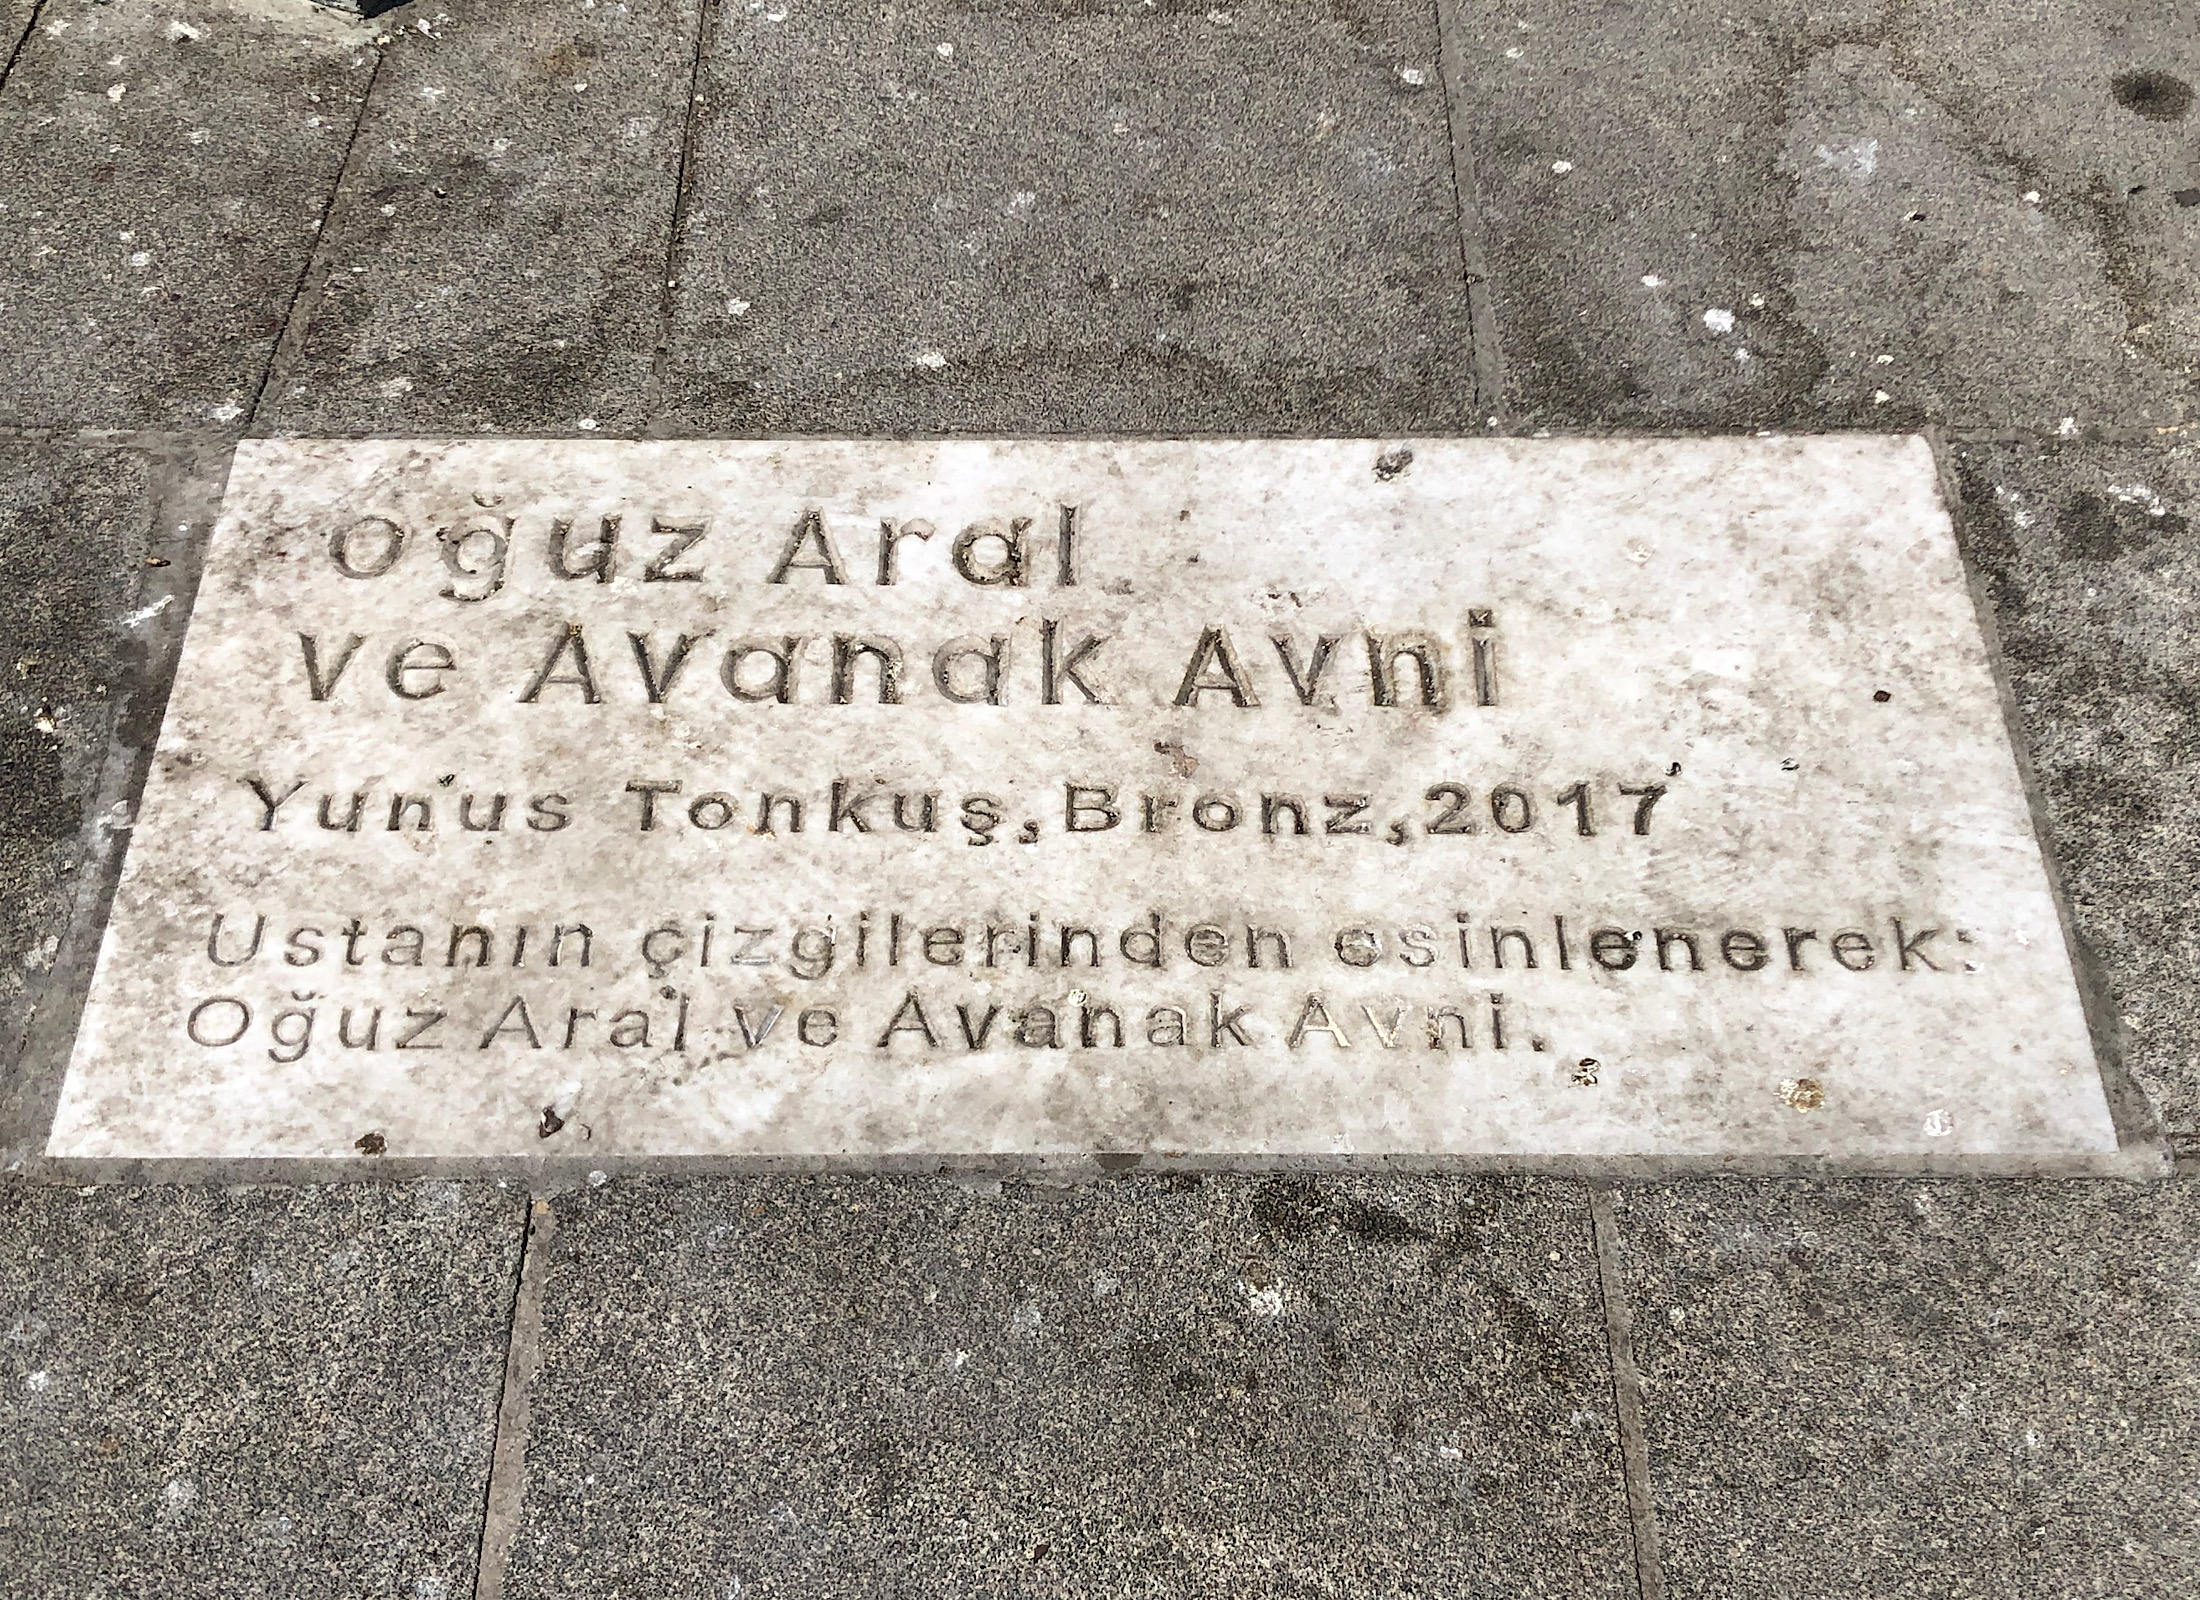 oğuz Aral
ve Avanak Avni
Yunus Tonkuş,Bronz,2017
Ustanın çizgilerinden esinlenerek:
Oğuz Aral ve Avanak Avni.